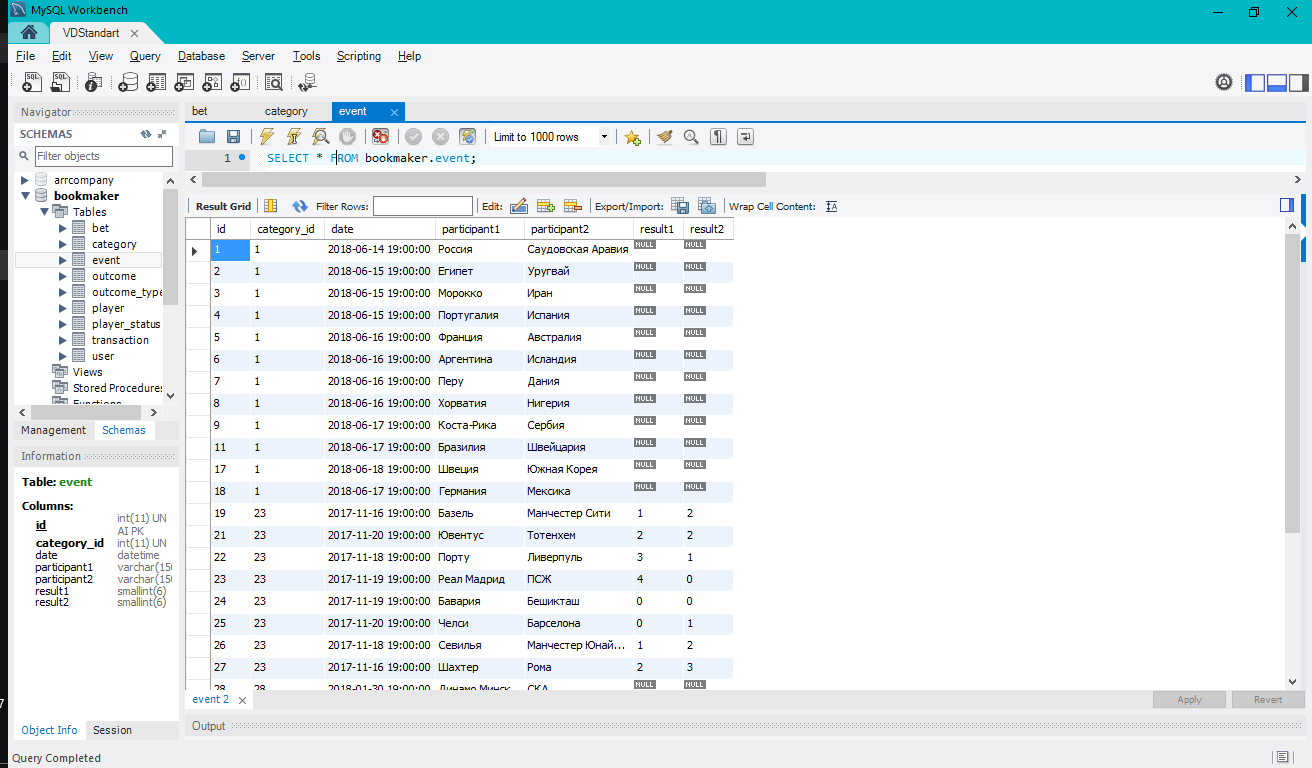 MySQL Workbench
VDStandart
File Edit View Query Database Server Tools Scripting Help
Navigator
SCHEMAS
Filter objects
arrcompany
bookmaker
Tables
bet
category
event
outcome
outcome_type
player
player_status
transaction
user
Views
Stored Procedures
Functions
Management Schemas
Information
Table: event
Columns:
id int(11) UN
AI PK
category_id int(11) UN
date datetime
participant1 varchar(150
participant2 varchar(150
result1 smallint(6)
result2 smallint(6)
Object Info Session
bet category event
Limit to 1000 rows
1 SELECT * FROM bookmaker.event;
Result Grid Filter Rows: Edit: Export/Import: Wrap Cell Content:
id category_id date participant1 participant2 result1 result2
1 1 2018-06-14 19:00:00 Россия Саудовская Аравия NULL NULL
2 1 2018-06-15 19:00:00 Египет Уругвай NULL NULL
3 1 2018-06-15 19:00:00 Морокко Иран NULL NULL
4 1 2018-06-15 19:00:00 Португалия Испания NULL NULL
5 1 2018-06-16 19:00:00 Франция Австралия NULL NULL
6 1 2018-06-16 19:00:00 Аргентина Исландия NULL NULL
7 1 2018-06-16 19:00:00 Перу Дания NULL NULL
8 1 2018-06-16 19:00:00 Хорватия Нигерия NULL NULL
9 1 2018-06-17 19:00:00 Коста-Рика Сербия NULL NULL
11 1 2018-06-17 19:00:00 Бразилия Швейцария NULL NULL
17 1 2018-06-18 19:00:00 Швеция Южная Корея NULL NULL
18 1 2018-06-17 19:00:00 Германия Мексика NULL NULL
19 23 2017-11-16 19:00:00 Базель Манчестер Сити 1 2
21 23 2017-11-20 19:00:00 Ювентус Тотенхем 2 2
22 23 2017-11-18 19:00:00 Порту Ливерпуль 3 1
23 23 2017-11-19 19:00:00 Реал Мадрид ПСЖ 4 0
24 23 2017-11-19 19:00:00 Бавария Бешикташ 0 0
25 23 2017-11-20 19:00:00 Челси Барселона 0 1
26 23 2017-11-18 19:00:00 Севилья Манчестер Юнай... 1 2
27 23 2017-11-16 19:00:00 Шахтер Рома 2 3
28 28 2018-01-30 19:00:00 Динамо Минск СКА NULL NULL
event 2
Apply Revert
Output
Query Completed